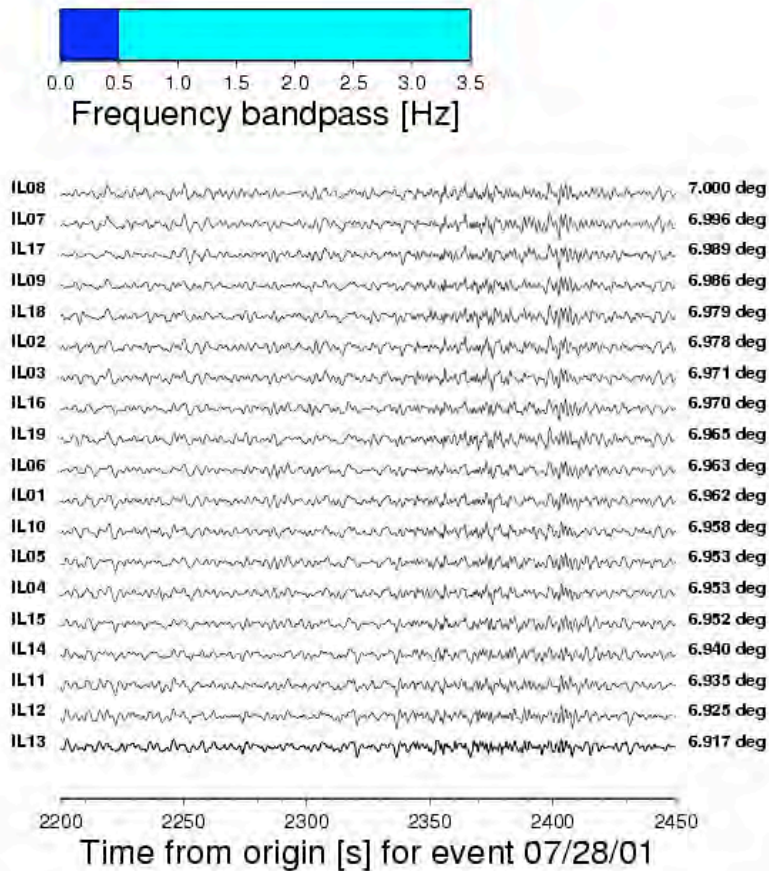 0.0 0.5 1.0 1.5 2.0 2.5 3.0 3.5
Frequency bandpass [Hz]
IL08 7.000 deg
IL07 6.996 deg
IL17 6.989 deg
IL09 6.986 deg
IL18 6.979 deg
IL02 6.978 deg
IL03 6.971 deg
IL16 6.970 deg
IL19 6.965 deg
IL06 6.963 deg
IL01 6.962 deg
IL10 6.958 deg
IL05 6.953 deg
IL04 6.953 deg
IL15 6.952 deg
IL14 6.940 deg
IL11 6.935 deg
IL12 6.925 deg
IL13 6.917 deg
2200 2250 2300 2350 2400 2450
Time from origin [s] for event 07/28/01